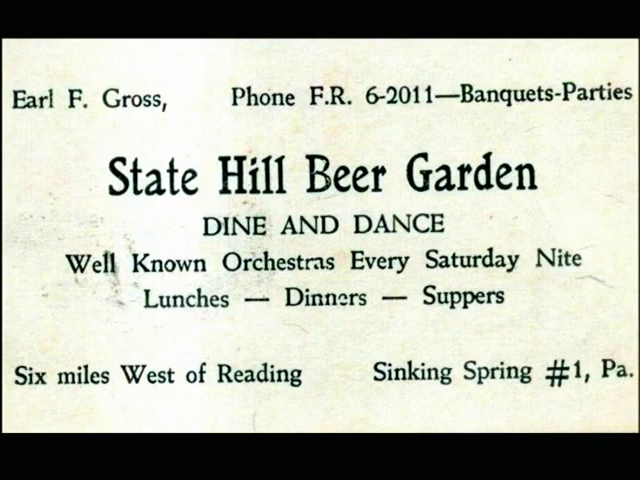 Earl F. Gross, Phone F.R. 6-2011—Banquets-Parties
State Hill Beer Garden
DINE AND DANCE
Well Known Orchestras Every Saturday Nite
Lunches — Dinners — Suppers
Six miles West of Reading Sinking Spring #1, Pa.